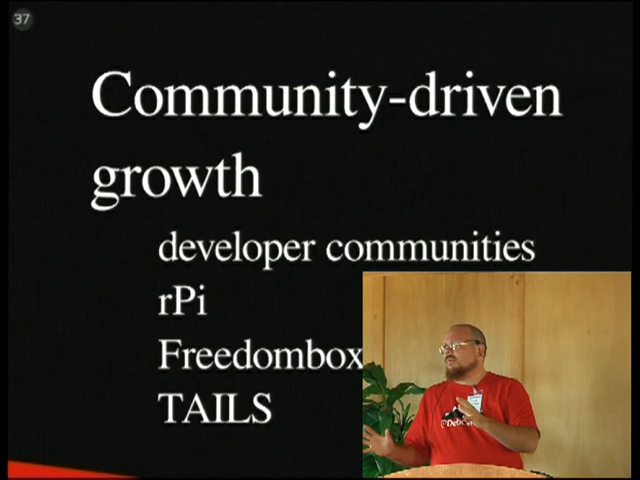 37
Community-driven
growth
developer communities
rPi
Freedombox
TAILS